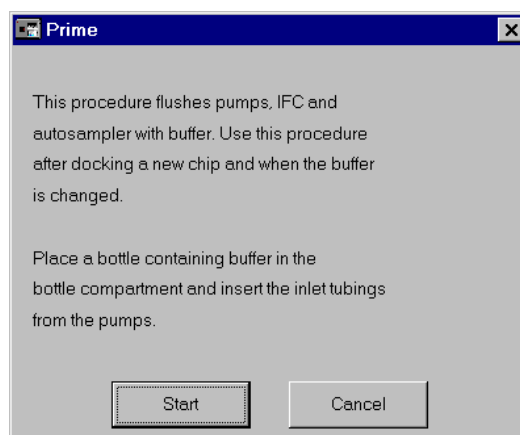 Prime
This procedure flushes pumps, IFC and
autosampler with buffer. Use this procedure
after docking a new chip and when the buffer
is changed.
Place a bottle containing buffer in the
bottle compartment and insert the inlet tubings
from the pumps.
Start
Cancel